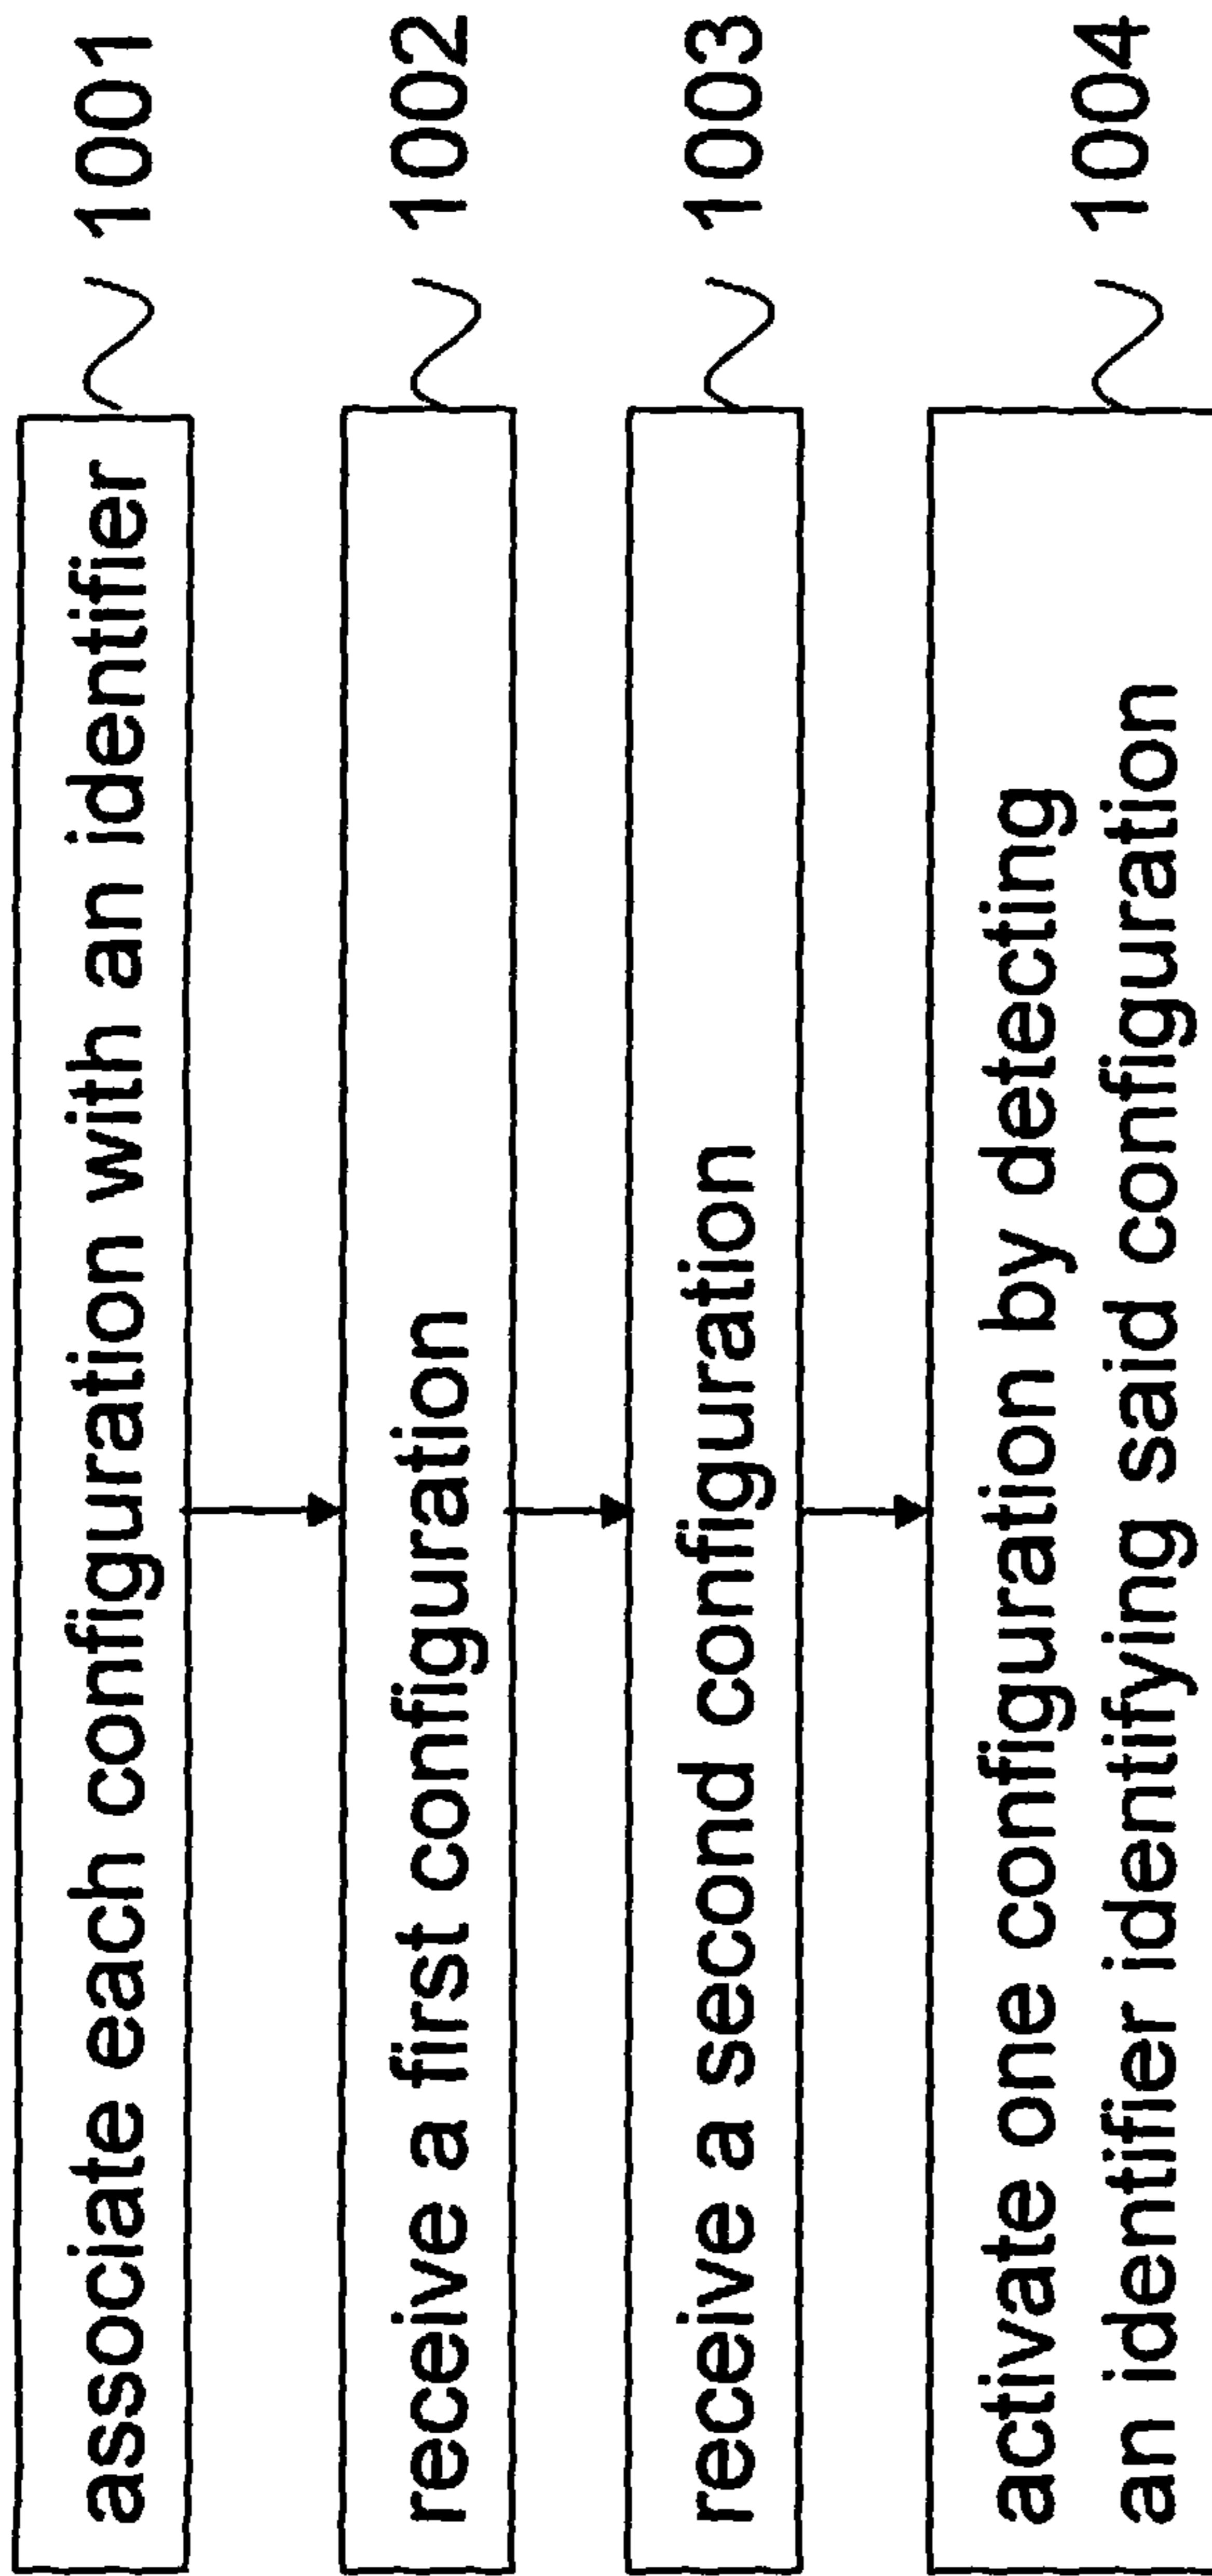 associate each configuration with an identifier 1001
receive a first configuration 1002
receive a second configuration 1003
activate one configuration by detecting
an identifier identifying said configuration 1004